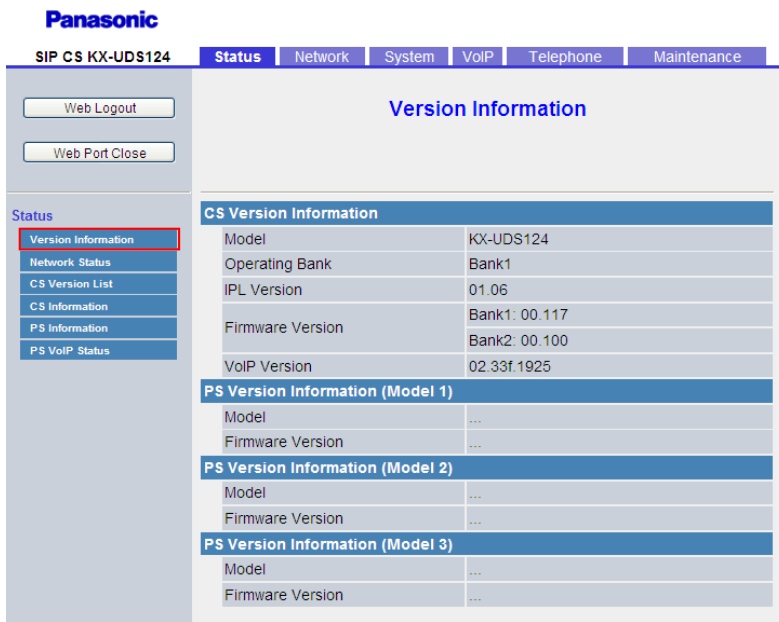 Panasonic
SIP CS KX-UDS124
Status Network System VoIP Telephone Maintenance
Web Logout
Web Port Close
Version Information
Status
Version Information
Network Status
CS Version List
CS Information
PS Information
PS VoIP Status
CS Version Information
Model KX-UDS124
Operating Bank Bank1
IPL Version 01.06
Firmware Version Bank1: 00.117
Bank2: 00.100
VoIP Version 02.33f.1925
PS Version Information (Model 1)
Model ...
Firmware Version ...
PS Version Information (Model 2)
Model ...
Firmware Version ...
PS Version Information (Model 3)
Model ...
Firmware Version ...